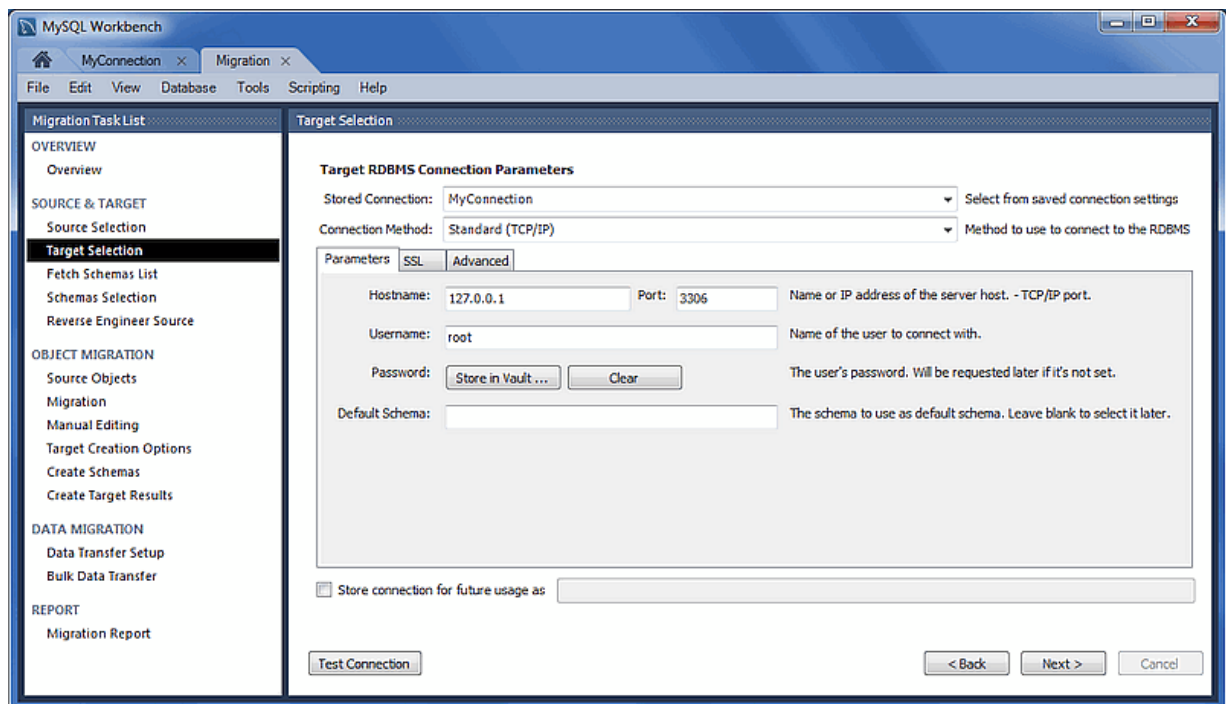 MySQL Workbench
MyConnection
Migration
File Edit View Database Tools Scripting Help
Migration Task List
OVERVIEW
Overview
SOURCE & TARGET
Source Selection
Target Selection
Fetch Schemas List
Schemas Selection
Reverse Engineer Source
OBJECT MIGRATION
Source Objects
Migration
Manual Editing
Target Creation Options
Create Schemas
Create Target Results
DATA MIGRATION
Data Transfer Setup
Bulk Data Transfer
REPORT
Migration Report
Target Selection
Target RDBMS Connection Parameters
Stored Connection: MyConnection Select from saved connection settings
Connection Method: Standard (TCP/IP) Method to use to connect to the RDBMS
Parameters SSL Advanced
Hostname: 127.0.0.1 Port: 3306 Name or IP address of the server host. - TCP/IP port.
Username: root Name of the user to connect with.
Password: Store in Vault ... Clear The user's password. Will be requested later if it's not set.
Default Schema: The schema to use as default schema. Leave blank to select it later.
Store connection for future usage as
Test Connection < Back Next > Cancel